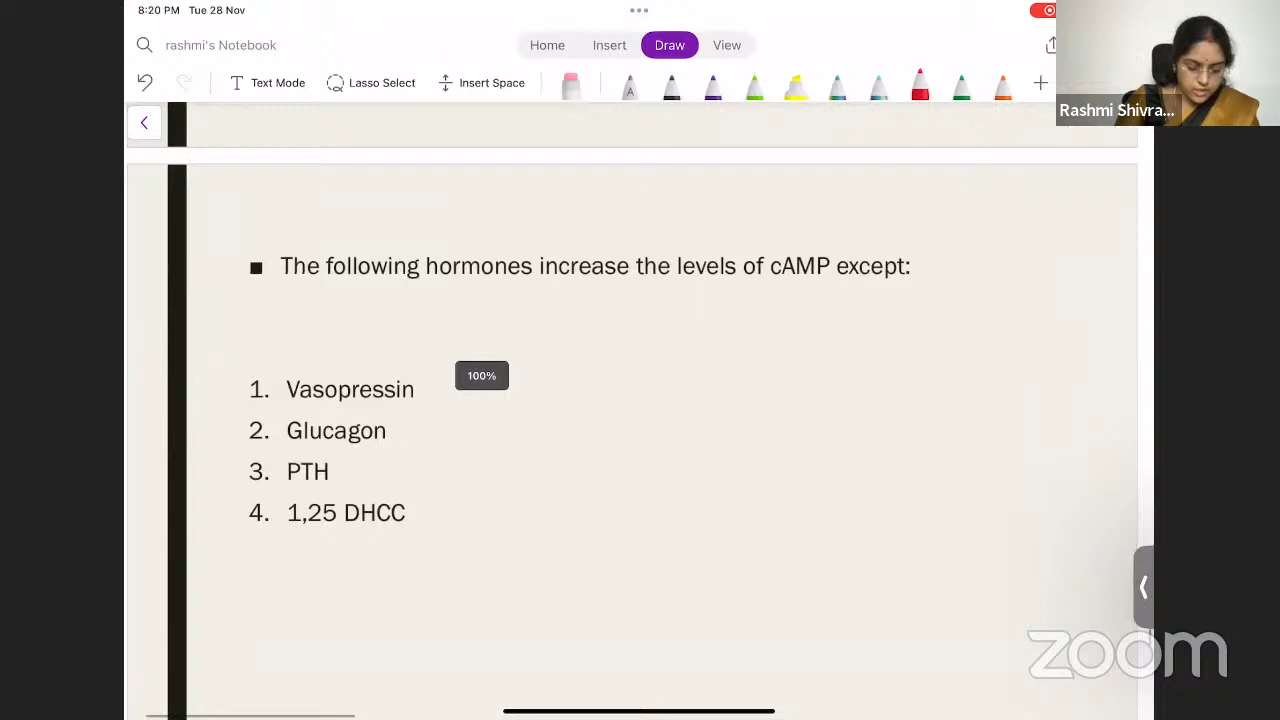 8:20 PM Tue 28 Nov
rashmi's Notebook
Home Insert Draw View
Text Mode Lasso Select Insert Space
A
Rashmi Shivra...
■ The following hormones increase the levels of cAMP except:
100%
1. Vasopressin
2. Glucagon
3. PTH
4. 1,25 DHCC
zoom